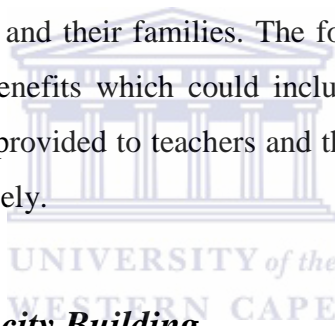 and their families. The fo
enefits which could inclu
provided to teachers and th
ely.
UNIVERSITY of the
WESTERN CAPE
city Building